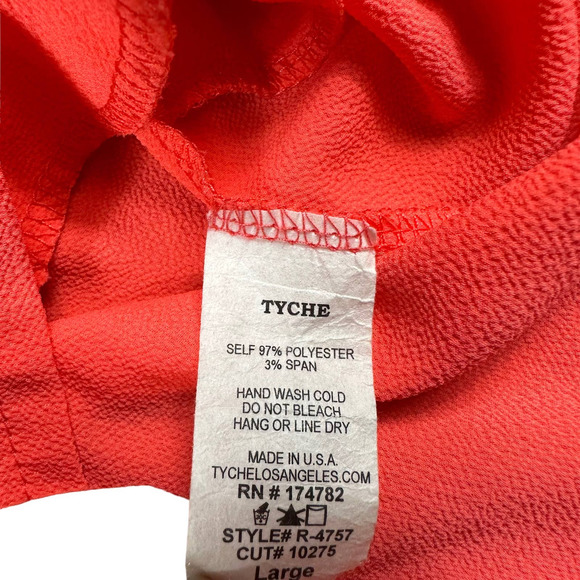 TYCHE
SELF 97% POLYESTER
3% SPAN
HAND WASH COLD
DO NOT BLEACH
HANG OR LINE DRY
MADE IN U.S.A.
TYCHELOSANGELES.COM
RN # 174782
STYLE# R-4757
CUT# 10275
Large